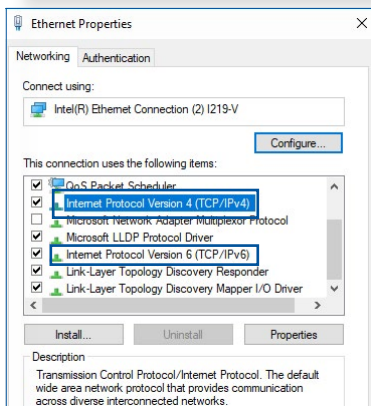 Ethernet Properties
Networking Authentication
Connect using:
Intel(R) Ethernet Connection (2) I219-V
Configure...
This connection uses the following items:
QoS Packet Scheduler
Internet Protocol Version 4 (TCP/IPv4)
Microsoft Network Adapter Multiplexor Protocol
Microsoft LLDP Protocol Driver
Internet Protocol Version 6 (TCP/IPv6)
Link-Layer Topology Discovery Responder
Link-Layer Topology Discovery Mapper I/O Driver
Install... Uninstall Properties
Description
Transmission Control Protocol/Internet Protocol. The default
wide area network protocol that provides communication
across diverse interconnected networks.